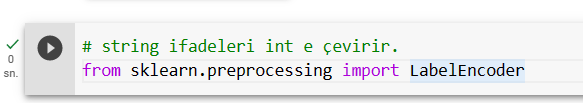 # string ifadeleri int e çevirir.
0
from sklearn.preprocessing import LabelEncoder
sn.